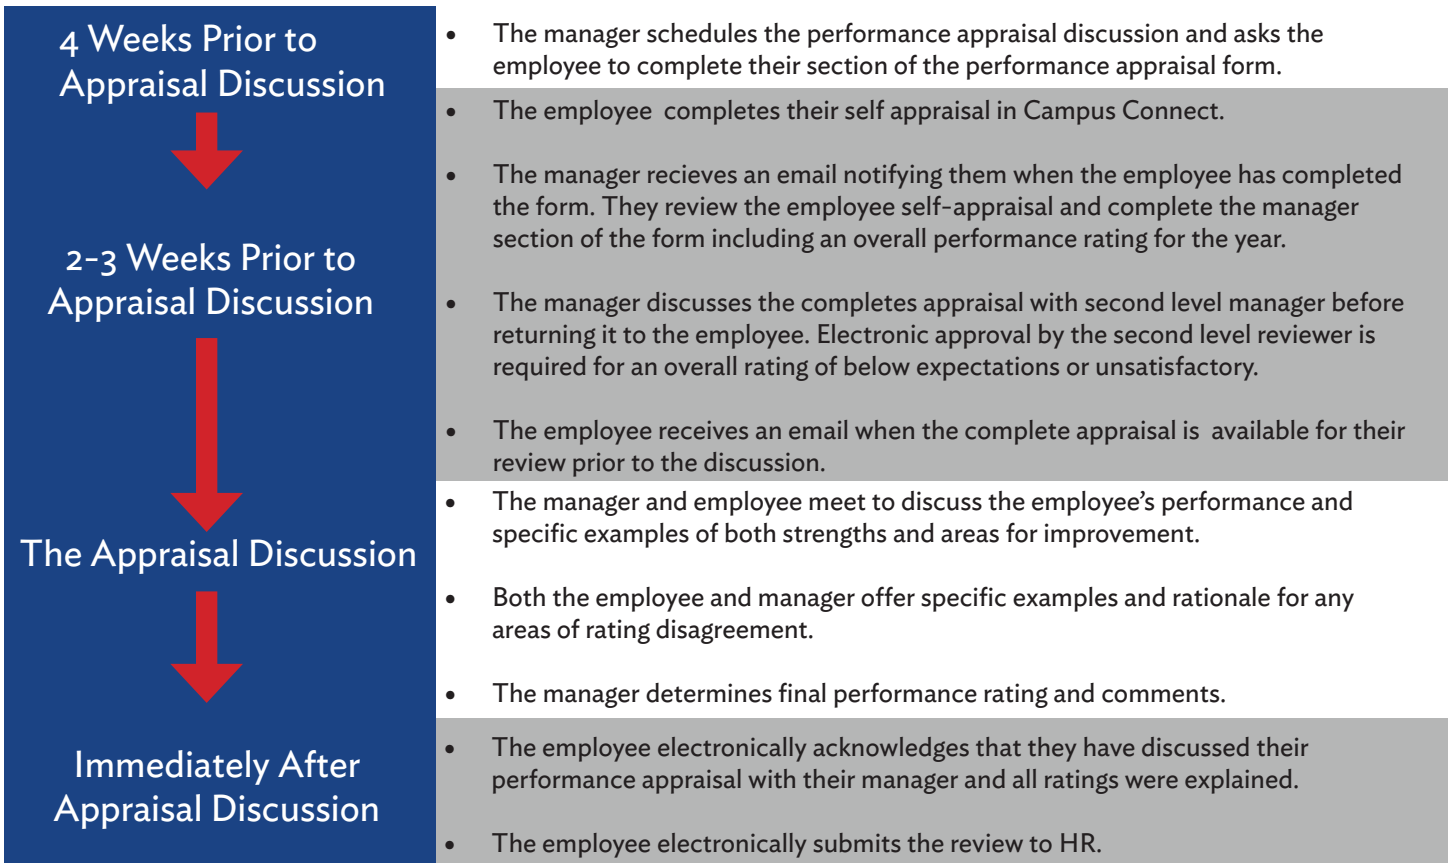 4 Weeks Prior to
Appraisal Discussion
• The manager schedules the performance appraisal discussion and asks the
employee to complete their section of the performance appraisal form.
2-3 Weeks Prior to
Appraisal Discussion
• The employee  completes their self appraisal in Campus Connect.
• The manager recieves an email notifying them when the employee has completed
the form. They review the employee self-appraisal and complete the manager
section of the form including an overall performance rating for the year.
• The manager discusses the completes appraisal with second level manager before
returning it to the employee. Electronic approval by the second level reviewer is
required for an overall rating of below expectations or unsatisfactory.
• The employee receives an email when the complete appraisal is  available for their
review prior to the discussion.
The Appraisal Discussion
• The manager and employee meet to discuss the employee’s performance and
specific examples of both strengths and areas for improvement.
• Both the employee and manager offer specific examples and rationale for any
areas of rating disagreement.
• The manager determines final performance rating and comments.
Immediately After
Appraisal Discussion
• The employee electronically acknowledges that they have discussed their
performance appraisal with their manager and all ratings were explained.
• The employee electronically submits the review to HR.